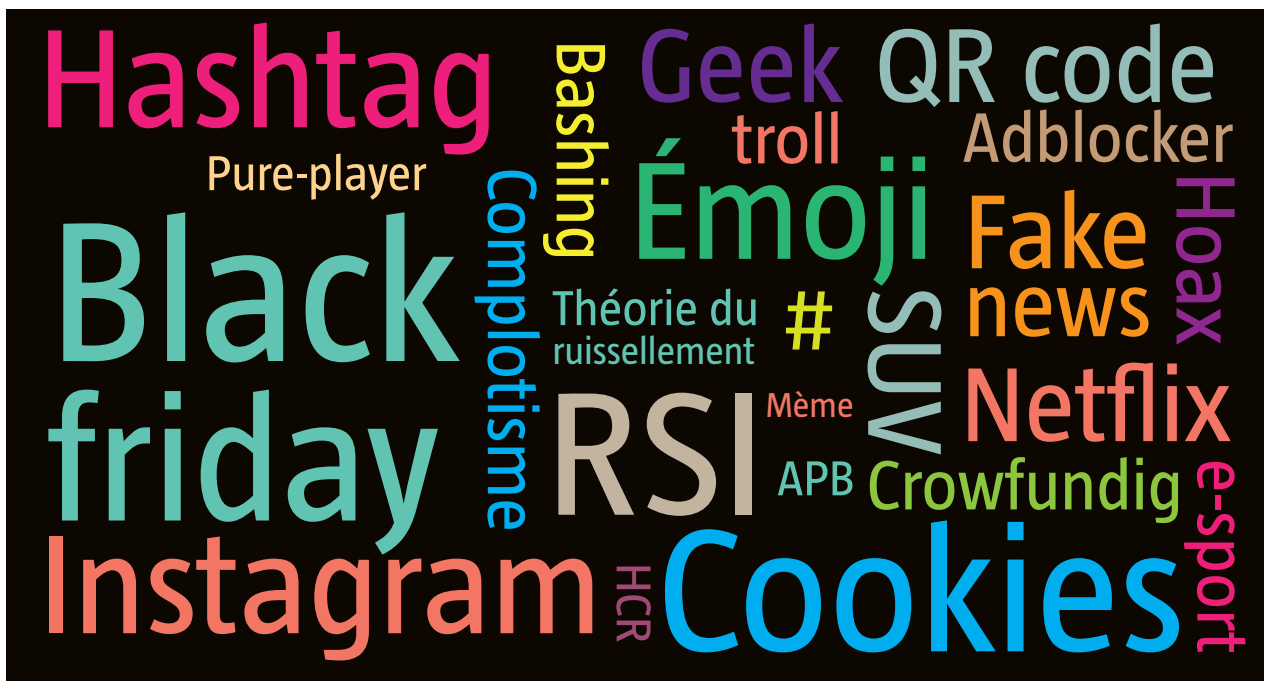 Hashtag
Bashing
Geek
QR code
troll
Adblocker
Pure-player
Complotisme
Émoji
Hoax
Fake
news
Black
friday
Théorie du
ruissellement
#
SUV
RSI
Mème
Netflix
APB
Crowfundig
e-sport
Instagram
HCR
Cookies